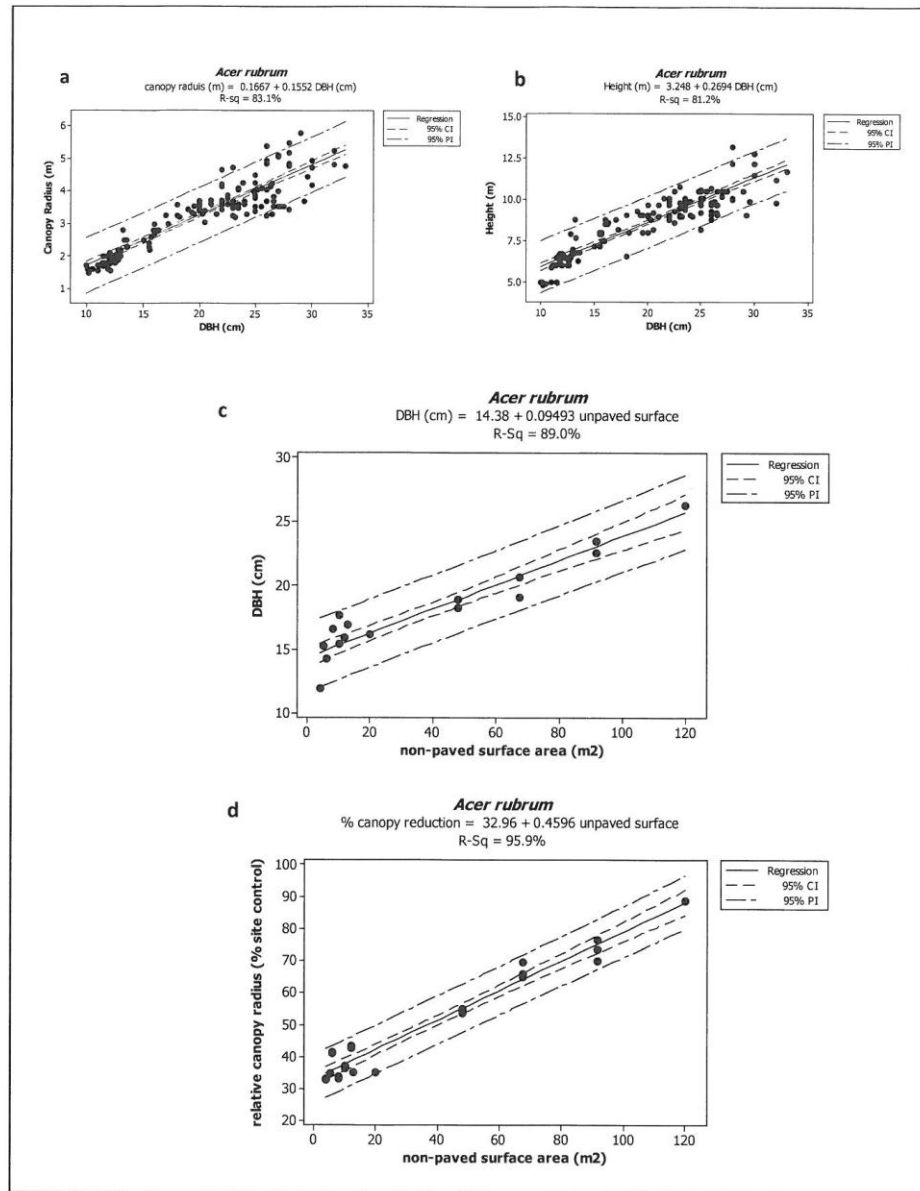 a
Acer rubrum
canopy raduis (m) = 0.1667 + 0.1552 DBH (cm)
R-sq = 83.1%
Regression
95% CI
95% PI
6
5
4
3
2
1
Canopy Radius (m)
10 15 20 25 30 35
DBH (cm)
b
Acer rubrum
Height (m) = 3.248 + 0.2694 DBH (cm)
R-sq = 81.2%
Regression
95% CI
95% PI
15.0
12.5
10.0
7.5
5.0
Height (m)
10 15 20 25 30 35
DBH (cm)
c
Acer rubrum
DBH (cm) = 14.38 + 0.09493 unpaved surface
R-Sq = 89.0%
Regression
95% CI
95% PI
30
25
20
15
10
DBH (cm)
0 20 40 60 80 100 120
non-paved surface area (m2)
d
Acer rubrum
% canopy reduction = 32.96 + 0.4596 unpaved surface
R-Sq = 95.9%
Regression
95% CI
95% PI
100
90
80
70
60
50
40
30
20
relative canopy radius (% site control)
0 20 40 60 80 100 120
non-paved surface area (m2)